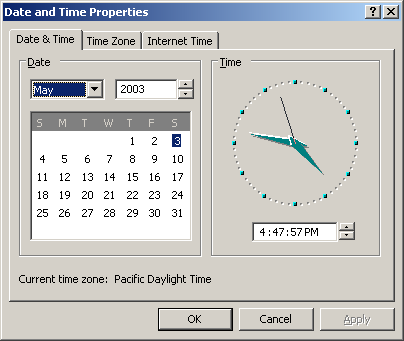 Date and Time Properties
Date & Time Time Zone Internet Time
Date
May 2003
S M T W T F S
1 2 3
4 5 6 7 8 9 10
11 12 13 14 15 16 17
18 19 20 21 22 23 24
25 26 27 28 29 30 31
Time
4:47:57 PM
Current time zone: Pacific Daylight Time
OK Cancel Apply